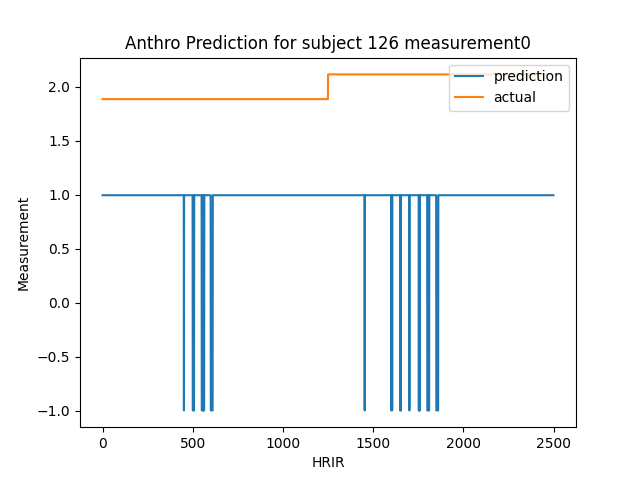 Anthro Prediction for subject 126 measurement0
prediction
actual
Measurement
2.0
1.5
1.0
0.5
0.0
−0.5
−1.0
0 500 1000 1500 2000 2500
HRIR